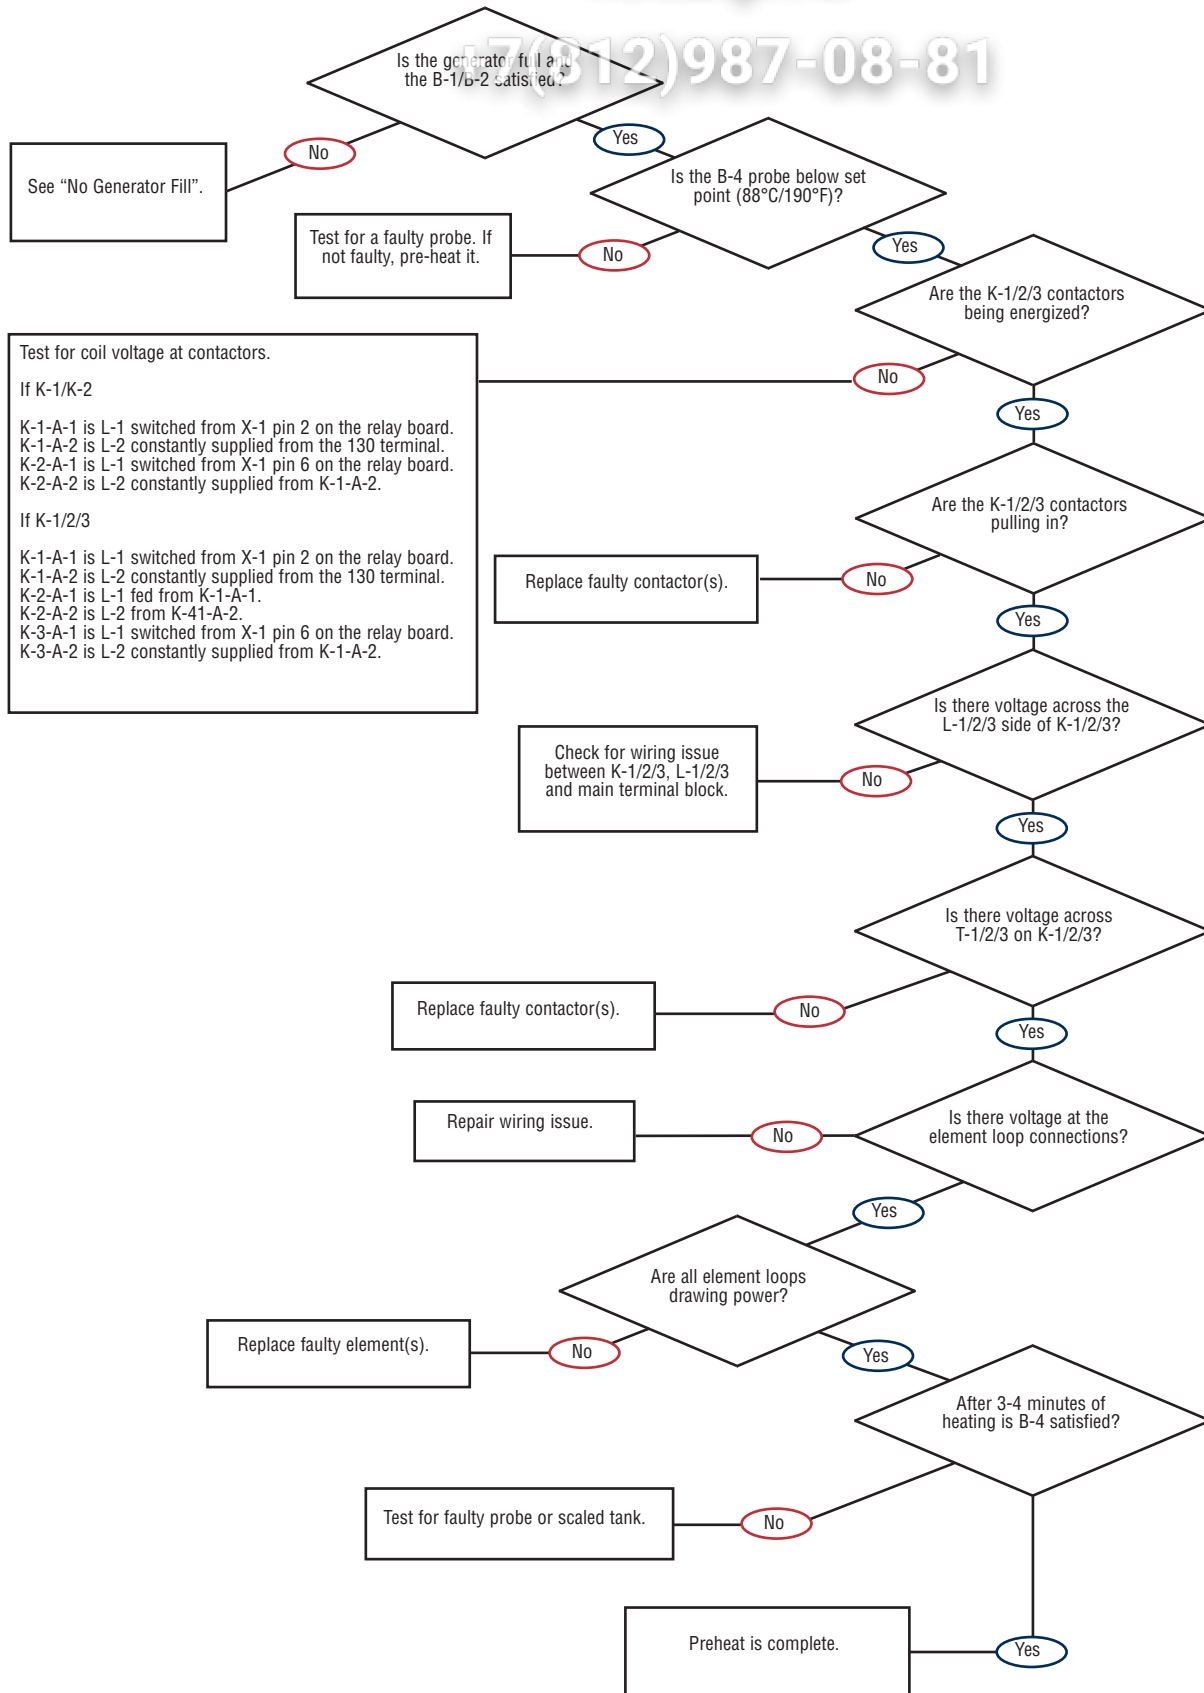 +7(812)987-08-81
Is the generator full and
the B-1/B-2 satisfied?
No
Yes
See “No Generator Fill”.
Is the B-4 probe below set
point (88°C/190°F)?
Test for a faulty probe. If
not faulty, pre-heat it.
No
Yes
Are the K-1/2/3 contactors
being energized?
Test for coil voltage at contactors.
If K-1/K-2
K-1-A-1 is L-1 switched from X-1 pin 2 on the relay board.
K-1-A-2 is L-2 constantly supplied from the 130 terminal.
K-2-A-1 is L-1 switched from X-1 pin 6 on the relay board.
K-2-A-2 is L-2 constantly supplied from K-1-A-2.
If K-1/2/3
K-1-A-1 is L-1 switched from X-1 pin 2 on the relay board.
K-1-A-2 is L-2 constantly supplied from the 130 terminal.
K-2-A-1 is L-1 fed from K-1-A-1.
K-2-A-2 is L-2 from K-41-A-2.
K-3-A-1 is L-1 switched from X-1 pin 6 on the relay board.
K-3-A-2 is L-2 constantly supplied from K-1-A-2.
No
Yes
Are the K-1/2/3 contactors
pulling in?
Replace faulty contactor(s).
No
Yes
Is there voltage across the
L-1/2/3 side of K-1/2/3?
Check for wiring issue
between K-1/2/3, L-1/2/3
and main terminal block.
No
Yes
Is there voltage across
T-1/2/3 on K-1/2/3?
Replace faulty contactor(s).
No
Yes
Is there voltage at the
element loop connections?
Repair wiring issue.
No
Yes
Are all element loops
drawing power?
Replace faulty element(s).
No
Yes
After 3-4 minutes of
heating is B-4 satisfied?
Test for faulty probe or scaled tank.
No
Preheat is complete.
Yes